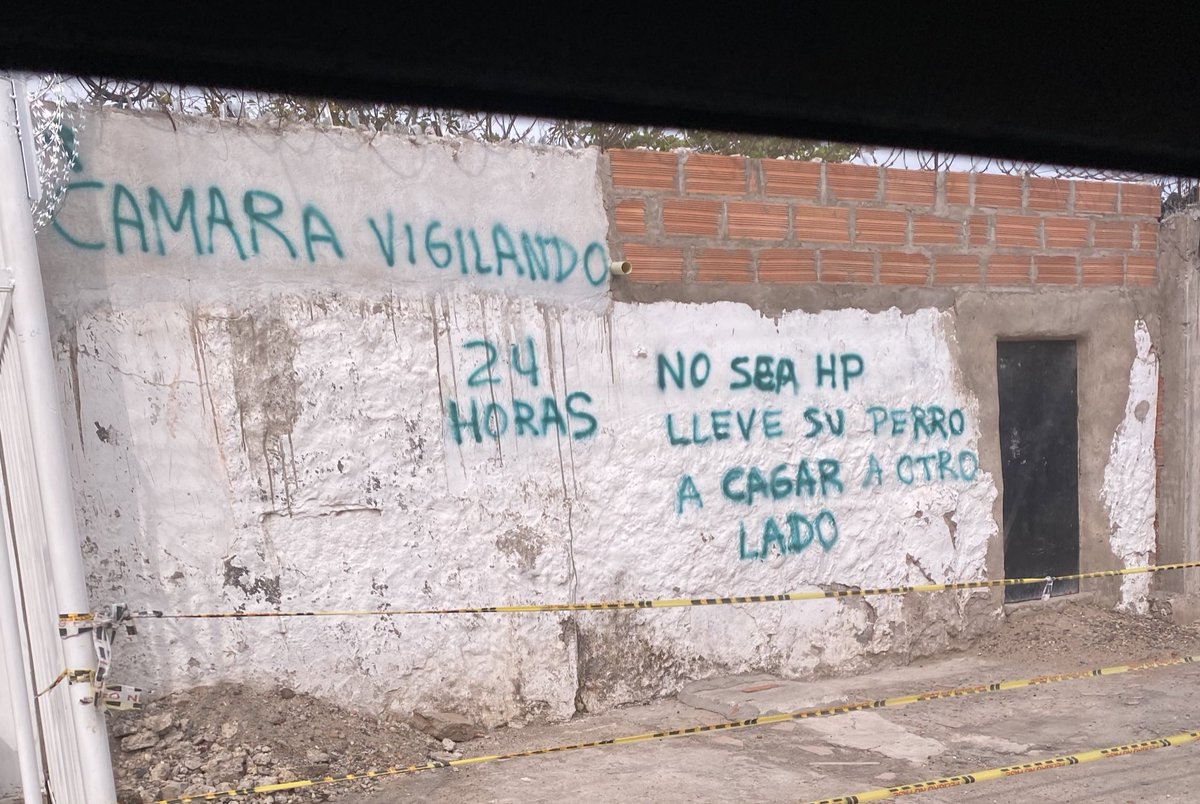 CAMARA VIGILANDO
24
HORAS
NO SEA HP
LLEVE SU PERRO
A CAGAR A OTRO
LADO